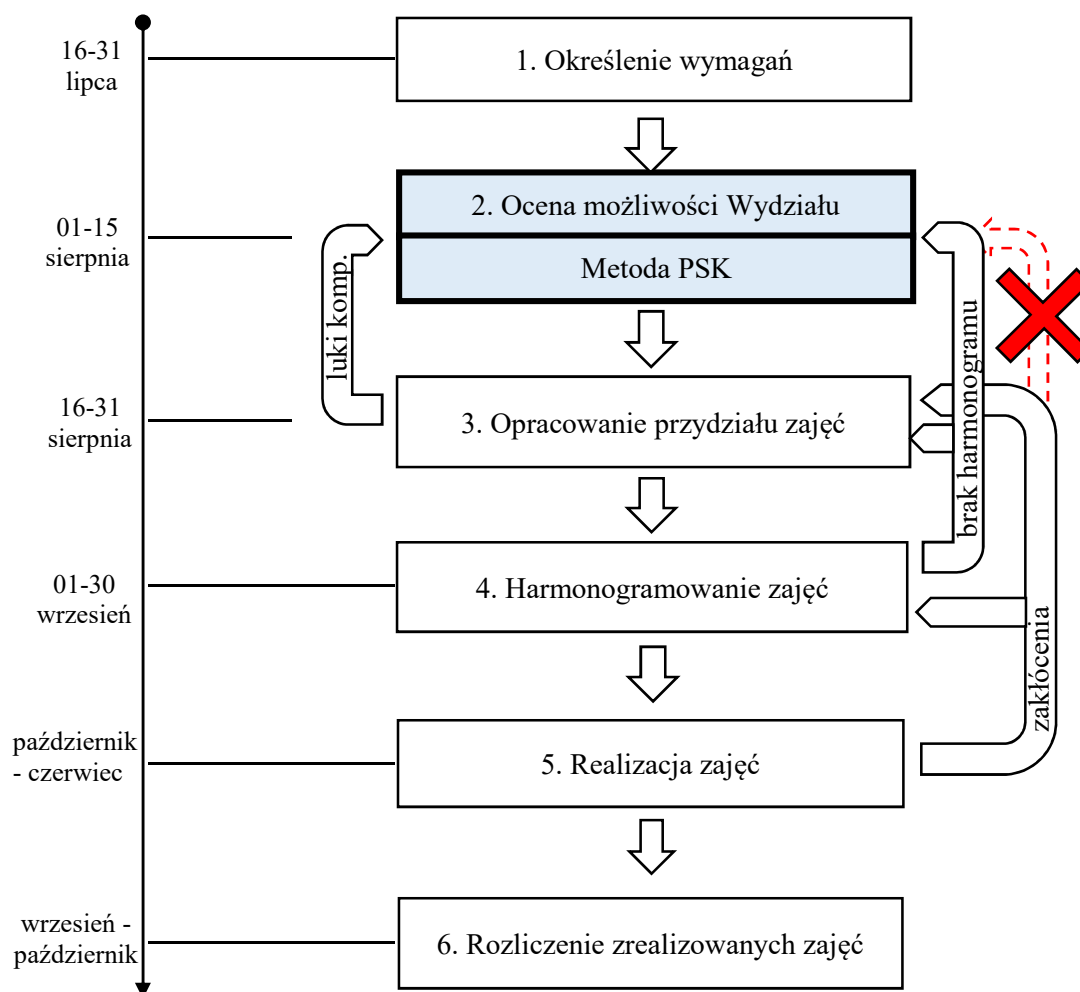 16-31
lipca
1. Określenie wymagań
01-15
sierpnia
2. Ocena możliwości Wydziału
Metoda PSK
luki komp.
brak harmonogramu
16-31
sierpnia
3. Opracowanie przydziału zajęć
01-30
wrzesień
4. Harmonogramowanie zajęć
zakłócenia
październik
- czerwiec
5. Realizacja zajęć
wrzesień -
październik
6. Rozliczenie zrealizowanych zajęć